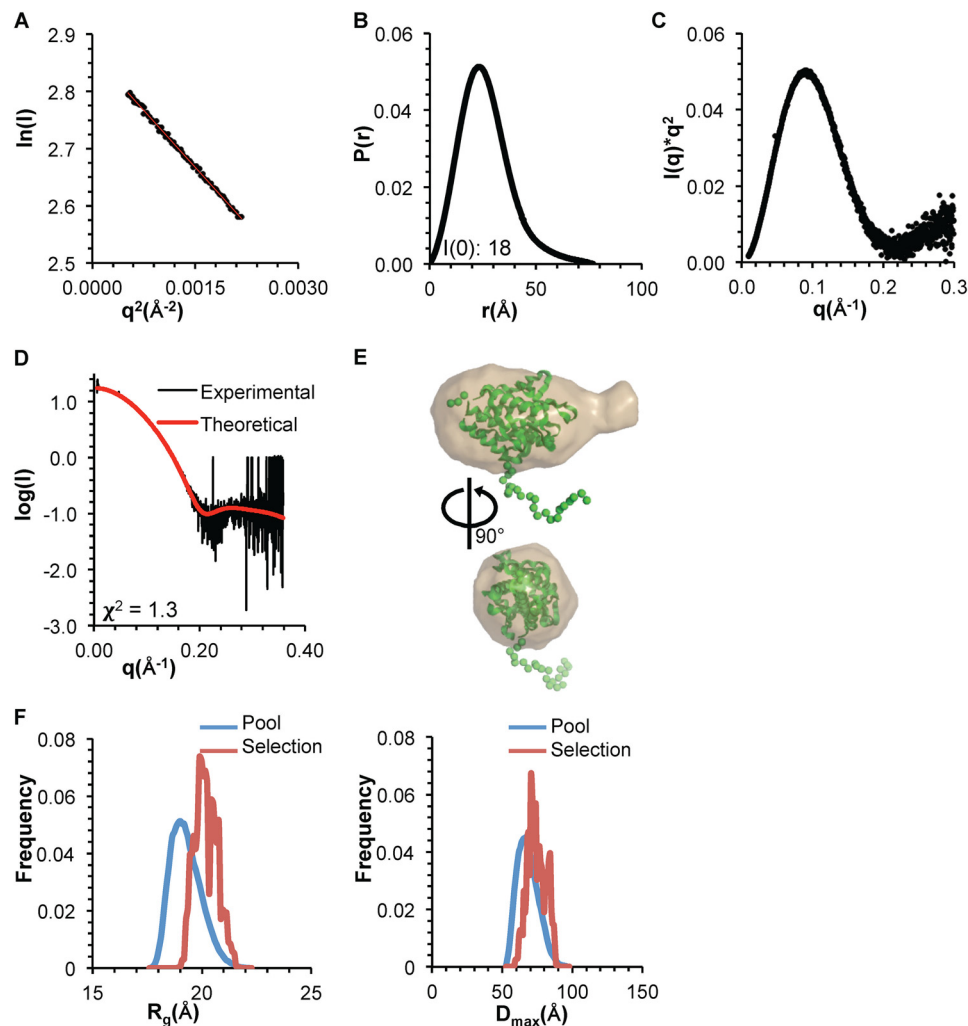 A
2.9
2.8
2.7
2.6
2.5
ln(I)
0.0000
0.0015
0.0030
q²(Å⁻²)
B
0.06
0.04
0.02
0.00
P(r)
I(0): 18
0
50
100
r(Å)
C
0.06
0.04
0.02
0.00
I(q)*q²
0.0
0.1
0.2
0.3
q(Å⁻¹)
D
1.0
0.0
-1.0
-2.0
-3.0
log(I)
Experimental
Theoretical
χ² = 1.3
0.00
0.20
0.40
q(Å⁻¹)
E
90°
F
Pool
Selection
0.08
0.06
0.04
0.02
0
Frequency
15
20
25
Rg(Å)
Pool
Selection
0.08
0.06
0.04
0.02
0
Frequency
0
50
100
150
Dmax(Å)